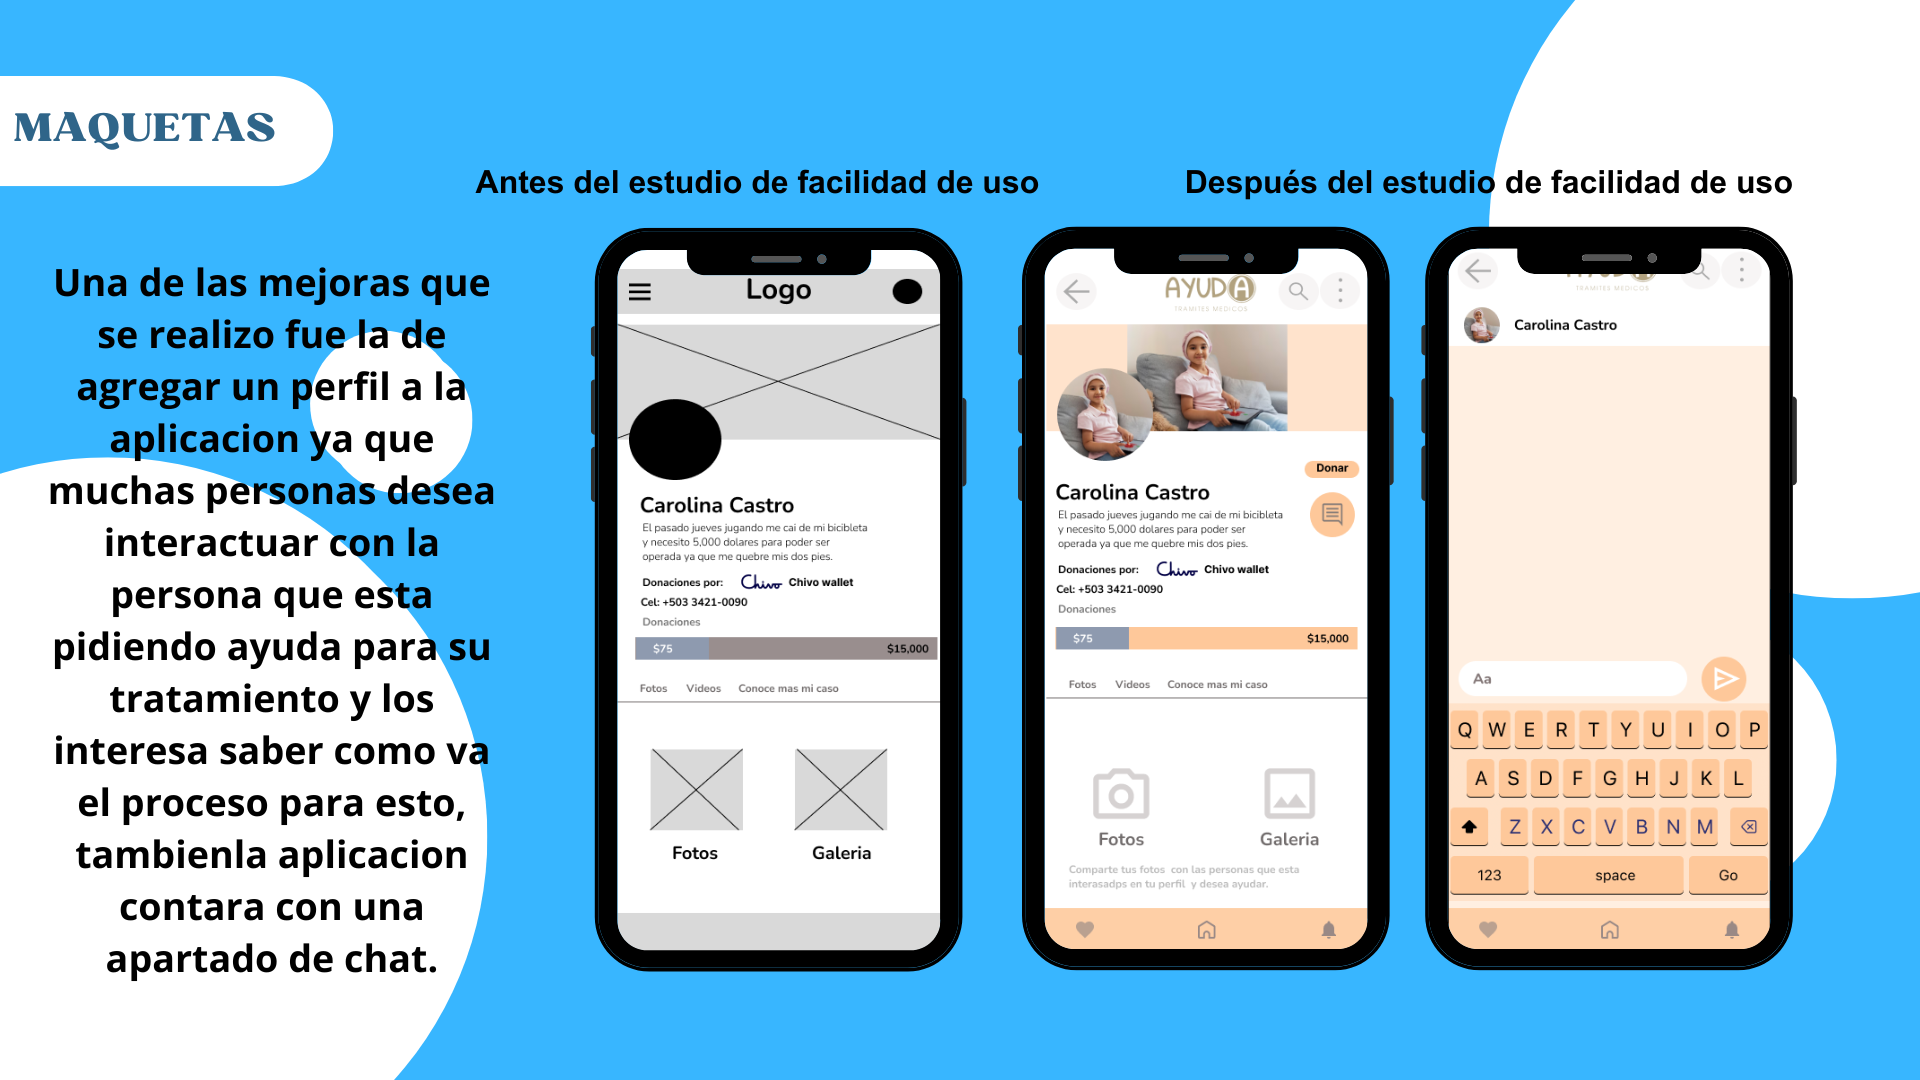 MAQUETAS
Antes del estudio de facilidad de uso
Después del estudio de facilidad de uso
Una de las mejoras que
se realizo fue la de
agregar un perfil a la
aplicacion ya que
muchas personas desea
interactuar con la
persona que esta
pidiendo ayuda para su
tratamiento y los
interesa saber como va
el proceso para esto,
tambienla aplicacion
contara con una
apartado de chat.
Logo
Carolina Castro
El pasado jueves jugando me cai de mi bicibleta
y necesito 5,000 dolares para poder ser
operada ya que me quebre mis dos pies.
Donaciones por: Chivo Chivo wallet
Cel: +503 3421-0090
Donaciones
$75 $15,000
Fotos Videos Conoce mas mi caso
Fotos Galeria
AYUDA
TRAMITES MEDICOS
Donar
Carolina Castro
El pasado jueves jugando me cai de mi bicibleta
y necesito 5,000 dolares para poder ser
operada ya que me quebre mis dos pies.
Donaciones por: Chivo Chivo wallet
Cel: +503 3421-0090
Donaciones
$75 $15,000
Fotos Videos Conoce mas mi caso
Fotos Galeria
Comparte tus fotos con las personas que esta
interasadps en tu perfil y desea ayudar.
AYUDA
TRAMITES MEDICOS
Carolina Castro
Aa
Q W E R T Y U I O P
A S D F G H J K L
Z X C V B N M
123 space Go